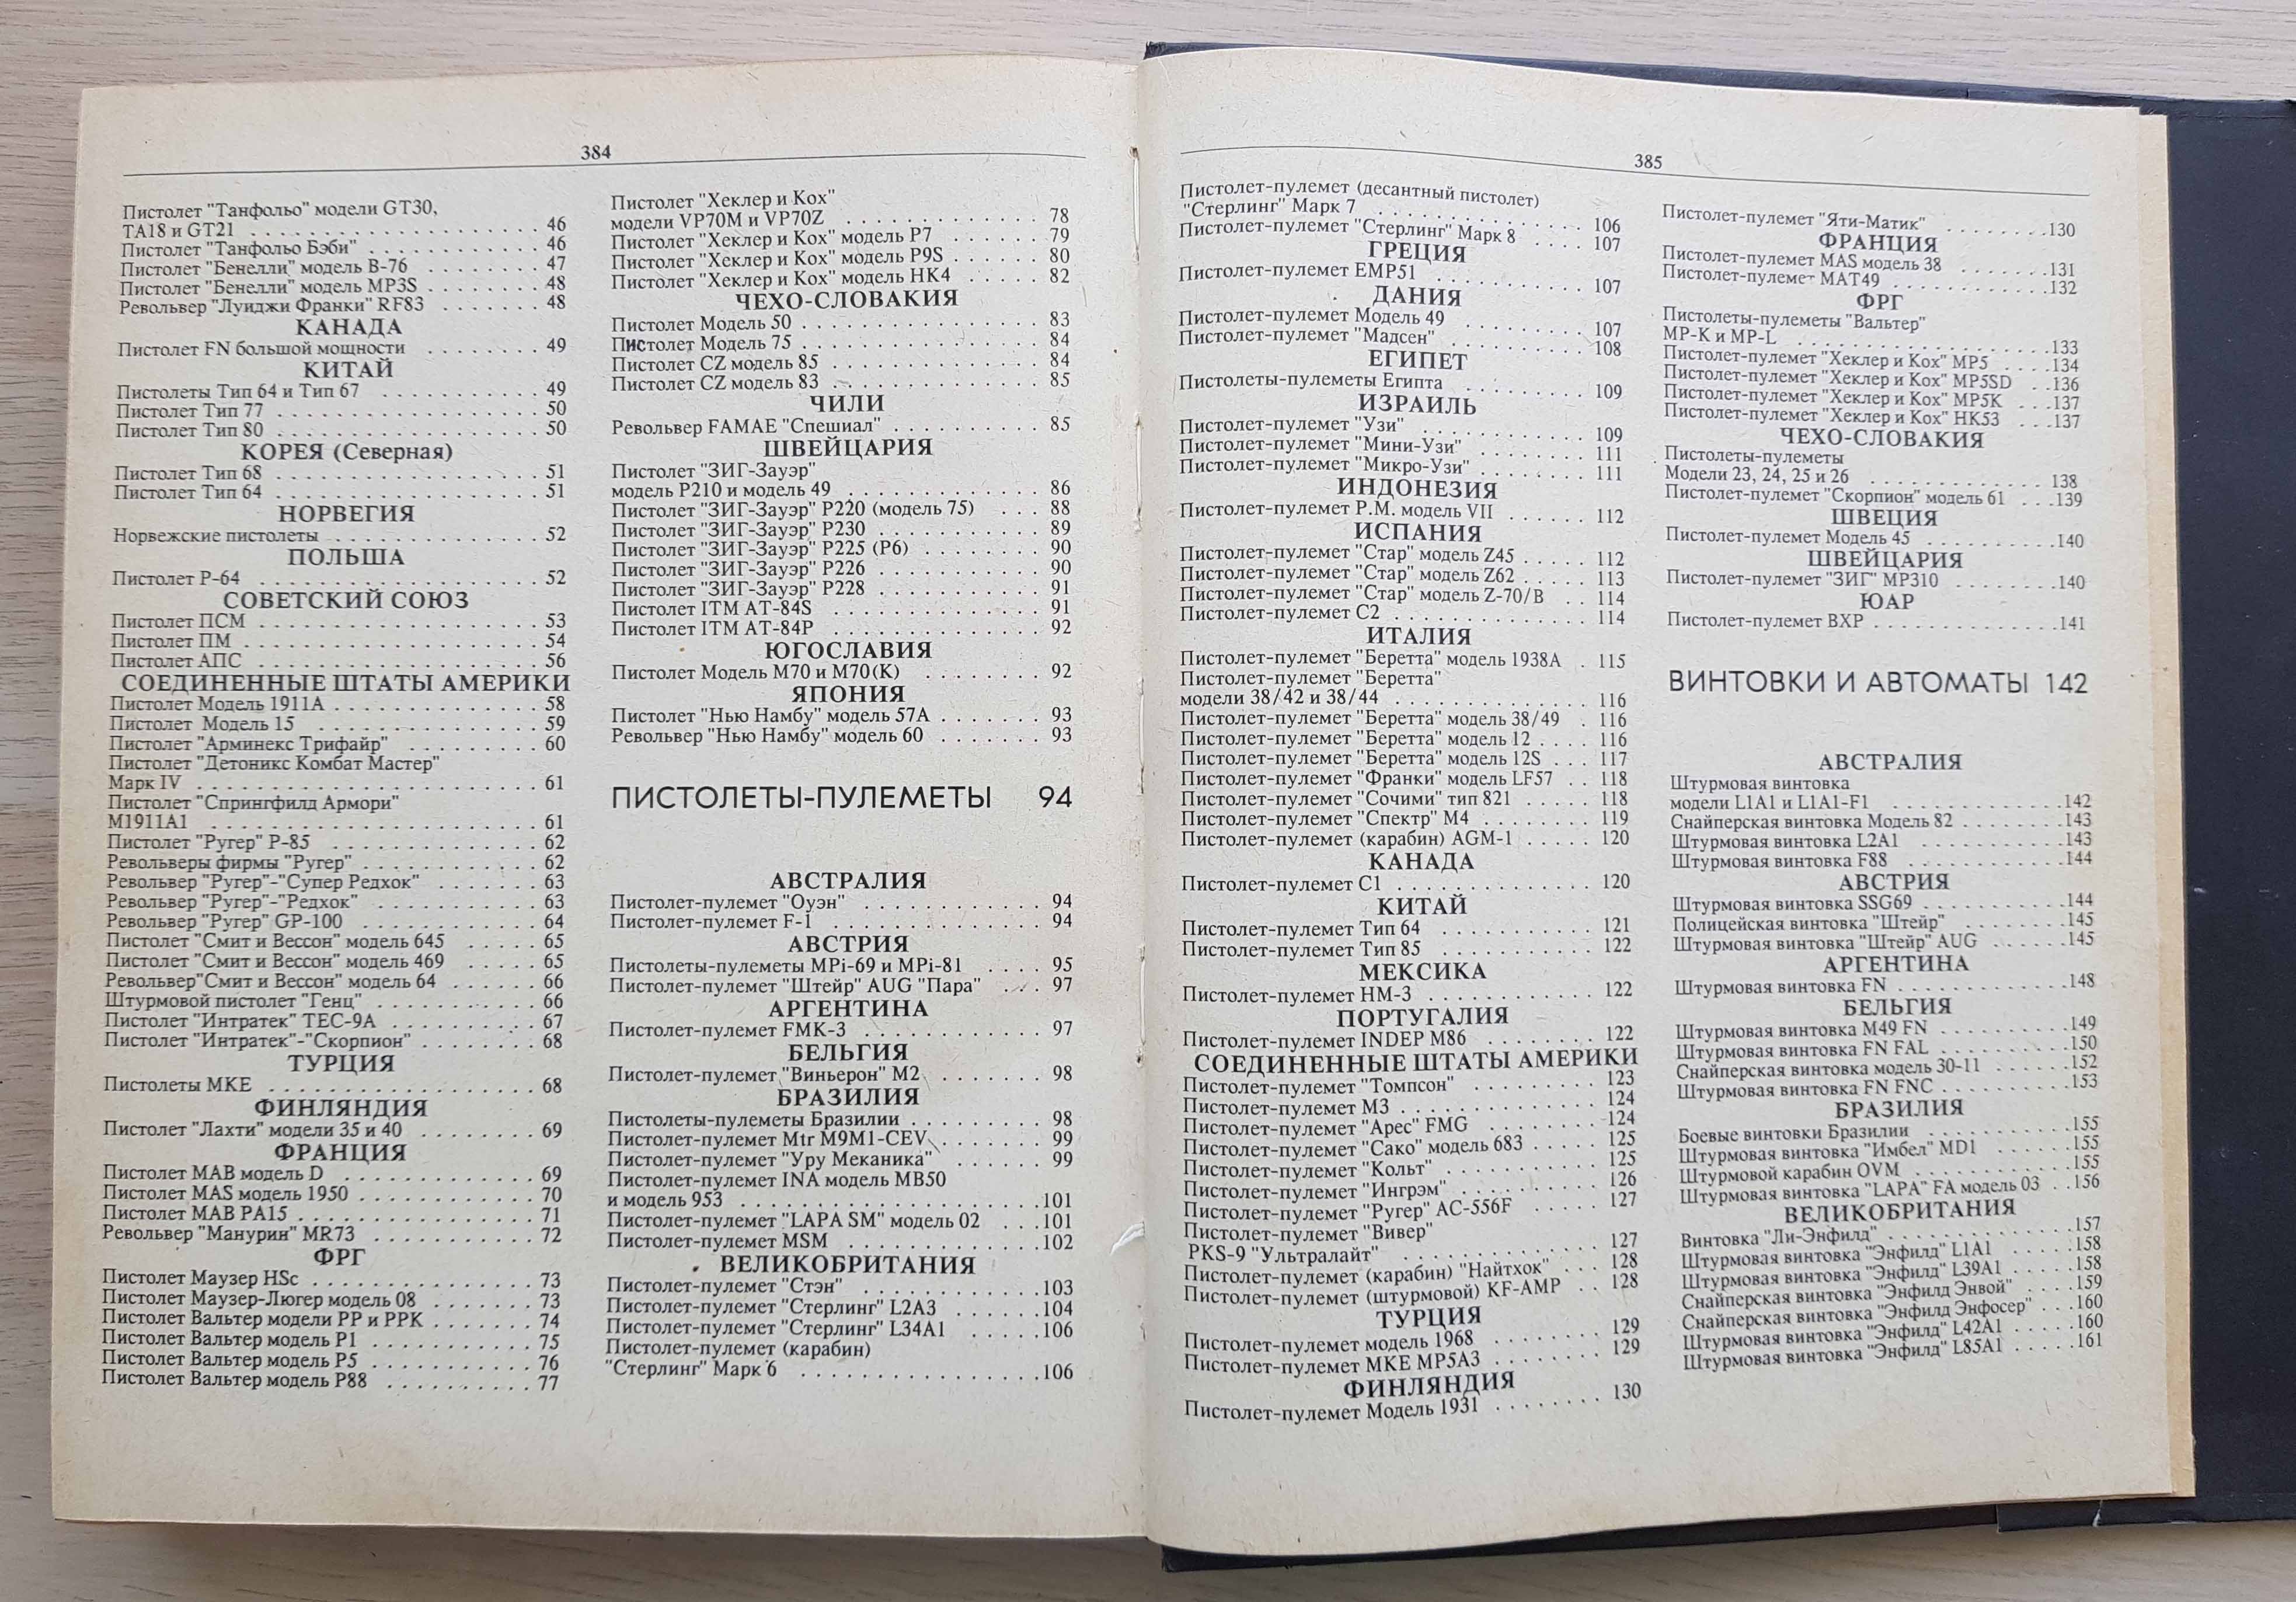 384
Пистолет "Танфольо" модели GT30,
TA18 и GT21 . . . . . . . . . . . . . . . . . . . . 46
Пистолет "Танфольо Бэби" . . . . . . . . . . . 46
Пистолет "Бенелли" модель B-76 . . . . . . . 47
Пистолет "Бенелли" модель MP3S . . . . . . 48
Револьвер "Луиджи Франки" RF83 . . . . . . 48
КАНАДА
Пистолет FN большой мощности . . . . . . . 49
КИТАЙ
Пистолеты Тип 64 и Тип 67 . . . . . . . . . . 49
Пистолет Тип 77 . . . . . . . . . . . . . . . . . 50
Пистолет Тип 80 . . . . . . . . . . . . . . . . . 50
КОРЕЯ (Северная)
Пистолет Тип 68 . . . . . . . . . . . . . . . . . 51
Пистолет Тип 64 . . . . . . . . . . . . . . . . . 51
НОРВЕГИЯ
Норвежские пистолеты . . . . . . . . . . . . . 52
ПОЛЬША
Пистолет P-64 . . . . . . . . . . . . . . . . . . 52
СОВЕТСКИЙ СОЮЗ
Пистолет ПСМ . . . . . . . . . . . . . . . . . . 53
Пистолет ПМ . . . . . . . . . . . . . . . . . . . 54
Пистолет АПС . . . . . . . . . . . . . . . . . . 56
СОЕДИНЕННЫЕ ШТАТЫ АМЕРИКИ
Пистолет Модель 1911A . . . . . . . . . . . . . 58
Пистолет Модель 15 . . . . . . . . . . . . . . . 59
Пистолет "Арминекс Трифайр" . . . . . . . . 60
Пистолет "Детоникс Комбат Мастер"
Марк IV . . . . . . . . . . . . . . . . . . . . . . 61
Пистолет "Спрингфилд Армори"
M1911A1 . . . . . . . . . . . . . . . . . . . . . 61
Пистолет "Ругер" P-85 . . . . . . . . . . . . . 62
Револьверы фирмы "Ругер" . . . . . . . . . . . 62
Револьвер "Ругер"-"Супер Редхок" . . . . . . 63
Револьвер "Ругер"-"Редхок" . . . . . . . . . . 63
Револьвер "Ругер" GP-100 . . . . . . . . . . . 64
Пистолет "Смит и Вессон" модель 645 . . . . . 65
Пистолет "Смит и Вессон" модель 469 . . . . . 65
Револьвер"Смит и Вессон" модель 64 . . . . . 66
Штурмовой пистолет "Генц" . . . . . . . . . . 66
Пистолет "Интратек" TEC-9A . . . . . . . . . 67
Пистолет "Интратек"-"Скорпион" . . . . . . . 68
ТУРЦИЯ
Пистолеты MKE . . . . . . . . . . . . . . . . . 68
ФИНЛЯНДИЯ
Пистолет "Лахти" модели 35 и 40 . . . . . . . 69
ФРАНЦИЯ
Пистолет MAB модель D . . . . . . . . . . . . 69
Пистолет MAS модель 1950 . . . . . . . . . . . 70
Пистолет MAB PA15 . . . . . . . . . . . . . . . 71
Револьвер "Манурин" MR73 . . . . . . . . . . 72
ФРГ
Пистолет Маузер HSc . . . . . . . . . . . . . . 73
Пистолет Маузер-Люгер модель 08 . . . . . . . 73
Пистолет Вальтер модели PP и PPK . . . . . . 74
Пистолет Вальтер модель P1 . . . . . . . . . . 75
Пистолет Вальтер модель P5 . . . . . . . . . . 76
Пистолет Вальтер модель P88 . . . . . . . . . 77
Пистолет "Хеклер и Кох"
модели VP70M и VP70Z . . . . . . . . . . . . 78
Пистолет "Хеклер и Кох" модель P7 . . . . . . 79
Пистолет "Хеклер и Кох" модель P9S . . . . . 80
Пистолет "Хеклер и Кох" модель HK4 . . . . . 82
ЧЕХО-СЛОВАКИЯ
Пистолет Модель 50 . . . . . . . . . . . . . . . 83
Пистолет Модель 75 . . . . . . . . . . . . . . . 84
Пистолет CZ модель 85 . . . . . . . . . . . . . 84
Пистолет CZ модель 83 . . . . . . . . . . . . . 85
ЧИЛИ
Револьвер FAMAE "Спешиал" . . . . . . . . . . 85
ШВЕЙЦАРИЯ
Пистолет "ЗИГ-Зауэр"
модель P210 и модель 49 . . . . . . . . . . . . 86
Пистолет "ЗИГ-Зауэр" P220 (модель 75) . . . 88
Пистолет "ЗИГ-Зауэр" P230 . . . . . . . . . . 89
Пистолет "ЗИГ-Зауэр" P225 (P6) . . . . . . . . 90
Пистолет "ЗИГ-Зауэр" P226 . . . . . . . . . . 90
Пистолет "ЗИГ-Зауэр" P228 . . . . . . . . . . 91
Пистолет ITM AT-84S . . . . . . . . . . . . . 91
Пистолет ITM AT-84P . . . . . . . . . . . . . 92
ЮГОСЛАВИЯ
Пистолет Модель M70 и M70(K) . . . . . . . . 92
ЯПОНИЯ
Пистолет "Нью Намбу" модель 57A . . . . . . . 93
Револьвер "Нью Намбу" модель 60 . . . . . . . 93
ПИСТОЛЕТЫ-ПУЛЕМЕТЫ 94
АВСТРАЛИЯ
Пистолет-пулемет "Оуэн" . . . . . . . . . . . . 94
Пистолет-пулемет F-1 . . . . . . . . . . . . . . 94
АВСТРИЯ
Пистолеты-пулеметы MPi-69 и MPi-81 . . . . 95
Пистолет-пулемет "Штейр" AUG "Пара" . . . 97
АРГЕНТИНА
Пистолет-пулемет FMK-3 . . . . . . . . . . . . 97
БЕЛЬГИЯ
Пистолет-пулемет "Виньерон" M2 . . . . . . . 98
БРАЗИЛИЯ
Пистолеты-пулеметы Бразилии . . . . . . . . . 98
Пистолет-пулемет Mtr M9M1-CEV . . . . . . . 99
Пистолет-пулемет "Уру Меканика" . . . . . . 99
Пистолет-пулемет INA модель MB50
и модель 953 . . . . . . . . . . . . . . . . . . .101
Пистолет-пулемет "LAPA SM" модель 02 . . .101
Пистолет-пулемет MSM . . . . . . . . . . . . .102
ВЕЛИКОБРИТАНИЯ
Пистолет-пулемет "Стэн" . . . . . . . . . . . .103
Пистолет-пулемет "Стерлинг" L2A3 . . . . . .104
Пистолет-пулемет "Стерлинг" L34A1 . . . . .106
Пистолет-пулемет (карабин)
"Стерлинг" Марк 6 . . . . . . . . . . . . . . .106
385
Пистолет-пулемет (десантный пистолет)
"Стерлинг" Марк 7 . . . . . . . . . . . . . 106
Пистолет-пулемет "Стерлинг" Марк 8 . . . . 107
ГРЕЦИЯ
Пистолет-пулемет EMP51 . . . . . . . . . . 107
ДАНИЯ
Пистолет-пулемет Модель 49 . . . . . . . . 107
Пистолет-пулемет "Мадсен" . . . . . . . . . . 108
ЕГИПЕТ
Пистолеты-пулеметы Египта . . . . . . . . 109
ИЗРАИЛЬ
Пистолет-пулемет "Узи" . . . . . . . . . . . 109
Пистолет-пулемет "Мини-Узи" . . . . . . . . 111
Пистолет-пулемет "Микро-Узи" . . . . . . . 111
ИНДОНЕЗИЯ
Пистолет-пулемет P.M. модель VII . . . . . . 112
ИСПАНИЯ
Пистолет-пулемет "Стар" модель Z45 . . . . . 112
Пистолет-пулемет "Стар" модель Z62 . . . . . 113
Пистолет-пулемет "Стар" модель Z-70/B . . 114
Пистолет-пулемет C2 . . . . . . . . . . . . . 114
ИТАЛИЯ
Пистолет-пулемет "Беретта" модель 1938A . 115
Пистолет-пулемет "Беретта"
модели 38/42 и 38/44 . . . . . . . . . . . . . 116
Пистолет-пулемет "Беретта" модель 38/49 . 116
Пистолет-пулемет "Беретта" модель 12 . . . . 116
Пистолет-пулемет "Беретта" модель 12S . . . 117
Пистолет-пулемет "Франки" модель LF57 . . 118
Пистолет-пулемет "Сочими" тип 821 . . . . . 118
Пистолет-пулемет "Спектр" M4 . . . . . . . . 119
Пистолет-пулемет (карабин) AGM-1 . . . . . 120
КАНАДА
Пистолет-пулемет C1 . . . . . . . . . . . . . 120
КИТАЙ
Пистолет-пулемет Тип 64 . . . . . . . . . . 121
Пистолет-пулемет Тип 85 . . . . . . . . . . . 122
МЕКСИКА
Пистолет-пулемет HM-3 . . . . . . . . . . . 122
ПОРТУГАЛИЯ
Пистолет-пулемет INDEP M86 . . . . . . . . 122
СОЕДИНЕННЫЕ ШТАТЫ АМЕРИКИ
Пистолет-пулемет "Томпсон" . . . . . . . . . 123
Пистолет-пулемет M3 . . . . . . . . . . . . . 124
Пистолет-пулемет "Арес" FMG . . . . . . . . 124
Пистолет-пулемет "Сако" модель 683 . . . . . 125
Пистолет-пулемет "Кольт" . . . . . . . . . . . 125
Пистолет-пулемет "Ингрэм" . . . . . . . . . . 126
Пистолет-пулемет "Ругер" AC-556F . . . . . 127
Пистолет-пулемет "Вивер"
PKS-9 "Ультралайт" . . . . . . . . . . . . . 127
Пистолет-пулемет (карабин) "Найтхок" . . . 128
Пистолет-пулемет (штурмовой) KF-AMP . . 128
ТУРЦИЯ
Пистолет-пулемет модель 1968 . . . . . . . . 129
Пистолет-пулемет MKE MP5A3 . . . . . . . . 129
ФИНЛЯНДИЯ
Пистолет-пулемет Модель 1931 . . . . . . . . 130
Пистолет-пулемет "Яти-Матик" . . . . . . . .130
ФРАНЦИЯ
Пистолет-пулемет MAS модель 38 . . . . . . .131
Пистолет-пулемет MAT49 . . . . . . . . . . . .132
ФРГ
Пистолеты-пулеметы "Вальтер"
MP-K и MP-L . . . . . . . . . . . . . . . . . . .133
Пистолет-пулемет "Хеклер и Кох" MP5 . . . .134
Пистолет-пулемет "Хеклер и Кох" MP5SD . .136
Пистолет-пулемет "Хеклер и Кох" MP5K . . .137
Пистолет-пулемет "Хеклер и Кох" HK53 . . .137
ЧЕХО-СЛОВАКИЯ
Пистолеты-пулеметы
Модели 23, 24, 25 и 26 . . . . . . . . . . . . . 138
Пистолет-пулемет "Скорпион" модель 61 . . .139
ШВЕЦИЯ
Пистолет-пулемет Модель 45 . . . . . . . . . .140
ШВЕЙЦАРИЯ
Пистолет-пулемет "ЗИГ" MP310 . . . . . . . . .140
ЮАР
Пистолет-пулемет BXP . . . . . . . . . . . . . .141
ВИНТОВКИ И АВТОМАТЫ 142
АВСТРАЛИЯ
Штурмовая винтовка
модели L1A1 и L1A1-F1 . . . . . . . . . . . .142
Снайперская винтовка Модель 82 . . . . . . . .143
Штурмовая винтовка L2A1 . . . . . . . . . . .143
Штурмовая винтовка F88 . . . . . . . . . . . .144
АВСТРИЯ
Штурмовая винтовка SSG69 . . . . . . . . . . .144
Полицейская винтовка "Штейр" . . . . . . . .145
Штурмовая винтовка "Штейр" AUG . . . . . .145
АРГЕНТИНА
Штурмовая винтовка FN . . . . . . . . . . . . .148
БЕЛЬГИЯ
Штурмовая винтовка M49 FN . . . . . . . . . .149
Штурмовая винтовка FN FAL . . . . . . . . . .150
Снайперская винтовка модель 30-11 . . . . . .152
Штурмовая винтовка FN FNC . . . . . . . . . .153
БРАЗИЛИЯ
Боевые винтовки Бразилии . . . . . . . . . . .155
Штурмовая винтовка "Имбел" MD1 . . . . . .155
Штурмовой карабин OVM . . . . . . . . . . . .155
Штурмовая винтовка "LAPA" FA модель 03 . .156
ВЕЛИКОБРИТАНИЯ
Винтовка "Ли-Энфилд" . . . . . . . . . . . . .157
Штурмовая винтовка "Энфилд" L1A1 . . . . .158
Штурмовая винтовка "Энфилд" L39A1 . . . . .158
Снайперская винтовка "Энфилд Энвой" . . . .159
Снайперская винтовка "Энфилд Энфосер" . . .160
Штурмовая винтовка "Энфилд" L42A1 . . . . .160
Штурмовая винтовка "Энфилд" L85A1 . . . . .161